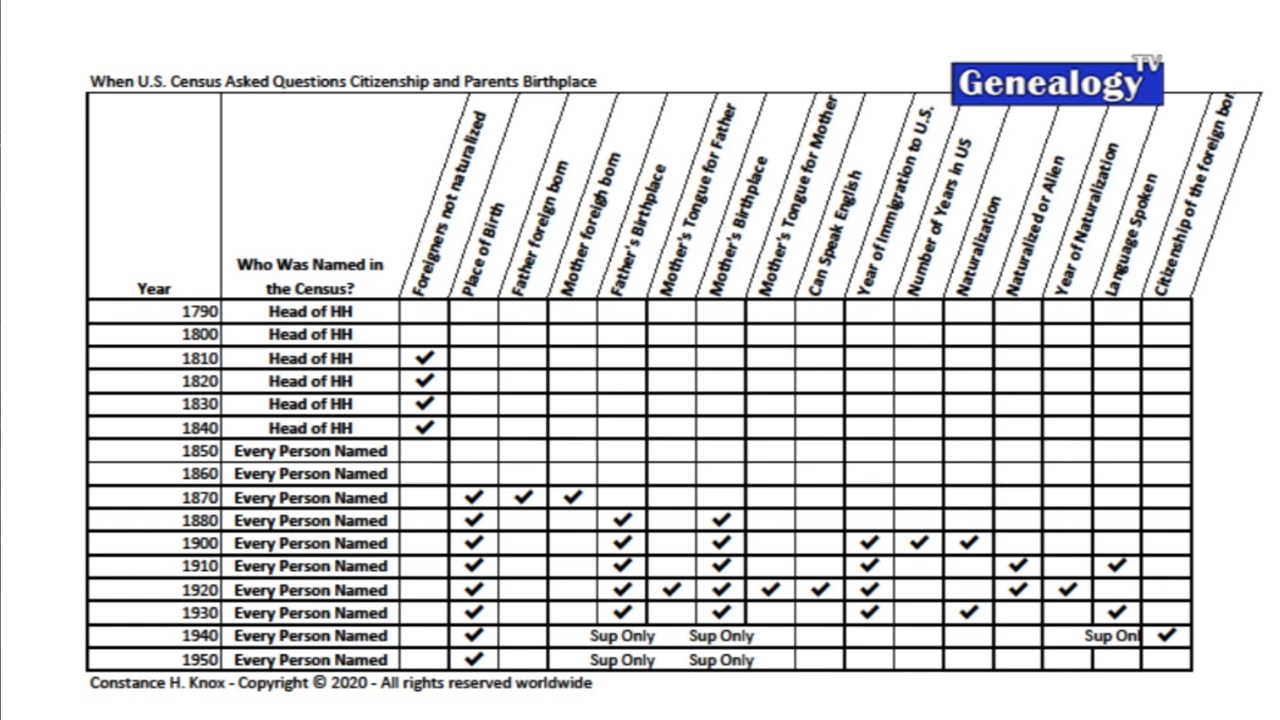 When U.S. Census Asked Questions Citizenship and Parents Birthplace
Genealogy TV
Year
Who Was Named in
the Census?
Foreigners not naturalized
Place of Birth
Father foreign born
Mother foreigh born
Father's Birthplace
Mother's Tongue for Father
Mother's Birthplace
Mother's Tongue for Mother
Can Speak English
Year of Immigration to U.S.
Number of Years in US
Naturalization
Naturalized or Alien
Year of Naturalization
Language Spoken
Citizenship of the foreign bor
1790 Head of HH
1800 Head of HH
1810 Head of HH ✔
1820 Head of HH ✔
1830 Head of HH ✔
1840 Head of HH ✔
1850 Every Person Named
1860 Every Person Named
1870 Every Person Named ✔ ✔ ✔
1880 Every Person Named ✔ ✔ ✔
1900 Every Person Named ✔ ✔ ✔ ✔ ✔ ✔
1910 Every Person Named ✔ ✔ ✔ ✔ ✔ ✔
1920 Every Person Named ✔ ✔ ✔ ✔ ✔ ✔ ✔ ✔ ✔
1930 Every Person Named ✔ ✔ ✔ ✔ ✔ ✔
1940 Every Person Named ✔ Sup Only Sup Only Sup Onl ✔
1950 Every Person Named ✔ Sup Only Sup Only
Constance H. Knox - Copyright © 2020 - All rights reserved worldwide